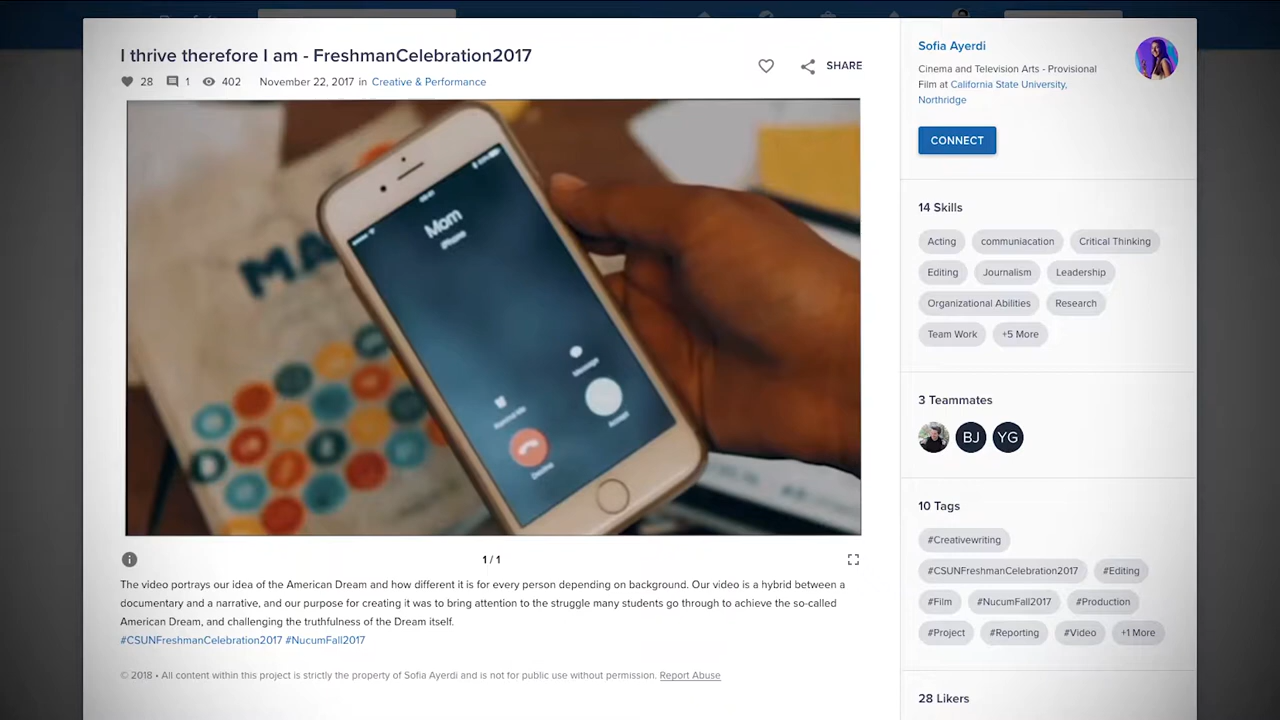 I thrive therefore I am - FreshmanCelebration2017
28 1 402 November 22, 2017 in Creative & Performance
SHARE
Mom
iPhone
Message
Remind Me
Accept
Decline
1 / 1
The video portrays our idea of the American Dream and how different it is for every person depending on background. Our video is a hybrid between a
documentary and a narrative, and our purpose for creating it was to bring attention to the struggle many students go through to achieve the so-called
American Dream, and challenging the truthfulness of the Dream itself.
#CSUNFreshmanCelebration2017 #NucumFall2017
© 2018 • All content within this project is strictly the property of Sofia Ayerdi and is not for public use without permission. Report Abuse
Sofia Ayerdi
Cinema and Television Arts - Provisional
Film at California State University,
Northridge
CONNECT
14 Skills
Acting communiacation Critical Thinking
Editing Journalism Leadership
Organizational Abilities Research
Team Work +5 More
3 Teammates
BJ YG
10 Tags
#Creativewriting
#CSUNFreshmanCelebration2017 #Editing
#Film #NucumFall2017 #Production
#Project #Reporting #Video +1 More
28 Likers